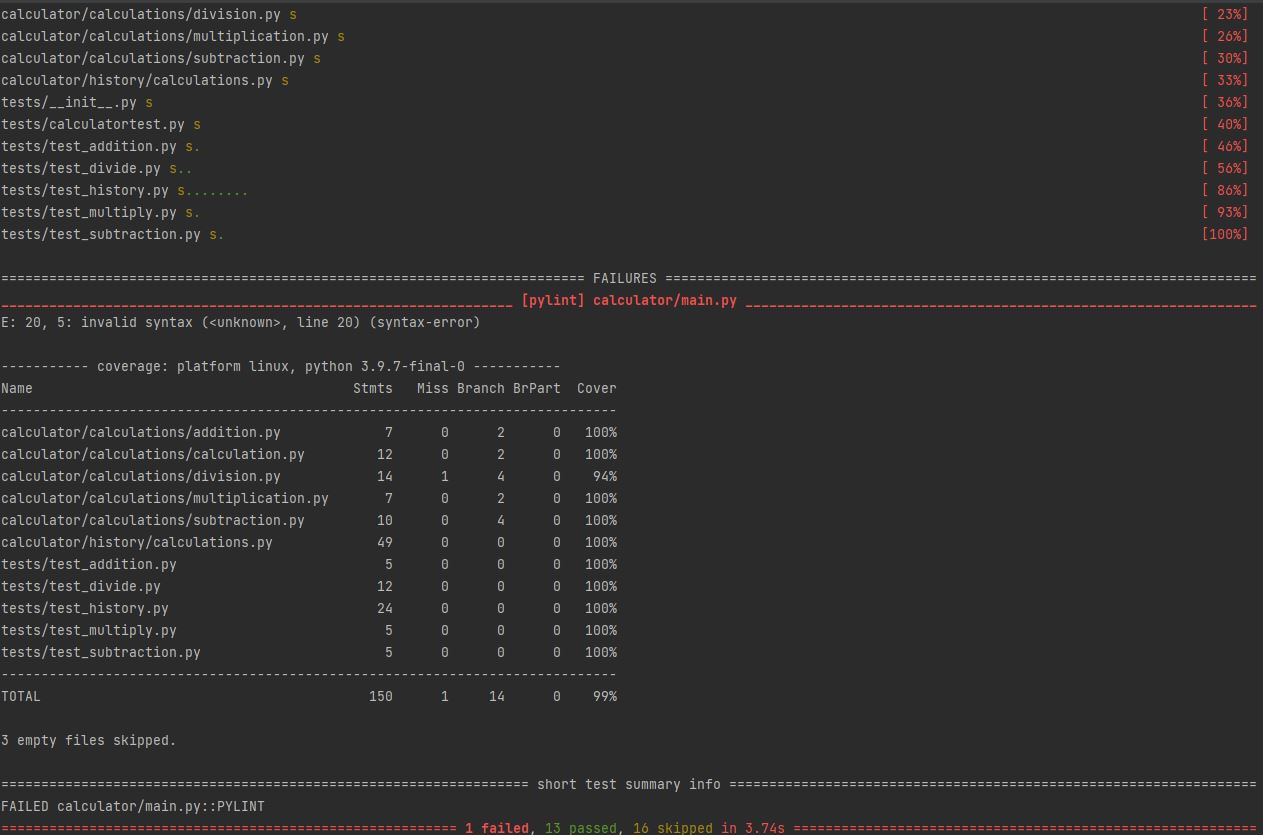 calculator/calculations/division.py s [ 23%]
calculator/calculations/multiplication.py s [ 26%]
calculator/calculations/subtraction.py s [ 30%]
calculator/history/calculations.py s [ 33%]
tests/__init__.py s [ 36%]
tests/calculatortest.py s [ 40%]
tests/test_addition.py s. [ 46%]
tests/test_divide.py s.. [ 56%]
tests/test_history.py s........ [ 86%]
tests/test_multiply.py s. [ 93%]
tests/test_subtraction.py s. [100%]
========================================================================= FAILURES ==========================================================================
________________________________________________________________ [pylint] calculator/main.py ________________________________________________________________
E: 20, 5: invalid syntax (<unknown>, line 20) (syntax-error)
----------- coverage: platform linux, python 3.9.7-final-0 -----------
Name Stmts Miss Branch BrPart Cover
-----------------------------------------------------------------------------
calculator/calculations/addition.py 7 0 2 0 100%
calculator/calculations/calculation.py 12 0 2 0 100%
calculator/calculations/division.py 14 1 4 0 94%
calculator/calculations/multiplication.py 7 0 2 0 100%
calculator/calculations/subtraction.py 10 0 4 0 100%
calculator/history/calculations.py 49 0 0 0 100%
tests/test_addition.py 5 0 0 0 100%
tests/test_divide.py 12 0 0 0 100%
tests/test_history.py 24 0 0 0 100%
tests/test_multiply.py 5 0 0 0 100%
tests/test_subtraction.py 5 0 0 0 100%
-----------------------------------------------------------------------------
TOTAL 150 1 14 0 99%
3 empty files skipped.
================================================================== short test summary info ==================================================================
FAILED calculator/main.py::PYLINT
========================================================= 1 failed, 13 passed, 16 skipped in 3.74s ==========================================================